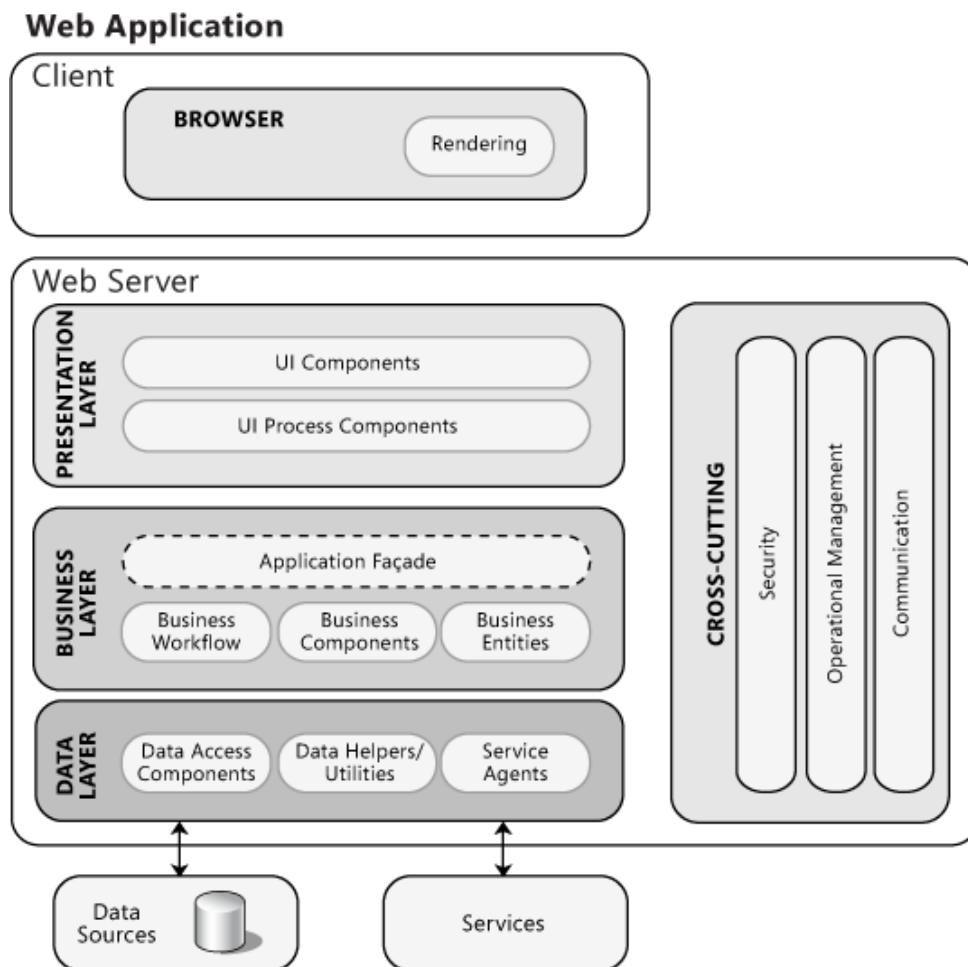 Web Application
Client
BROWSER
Rendering
Web Server
PRESENTATION
LAYER
UI Components
UI Process Components
BUSINESS
LAYER
Application Façade
Business
Workflow
Business
Components
Business
Entities
DATA
LAYER
Data Access
Components
Data Helpers/
Utilities
Service
Agents
CROSS-CUTTING
Security
Operational Management
Communication
Data
Sources
Services